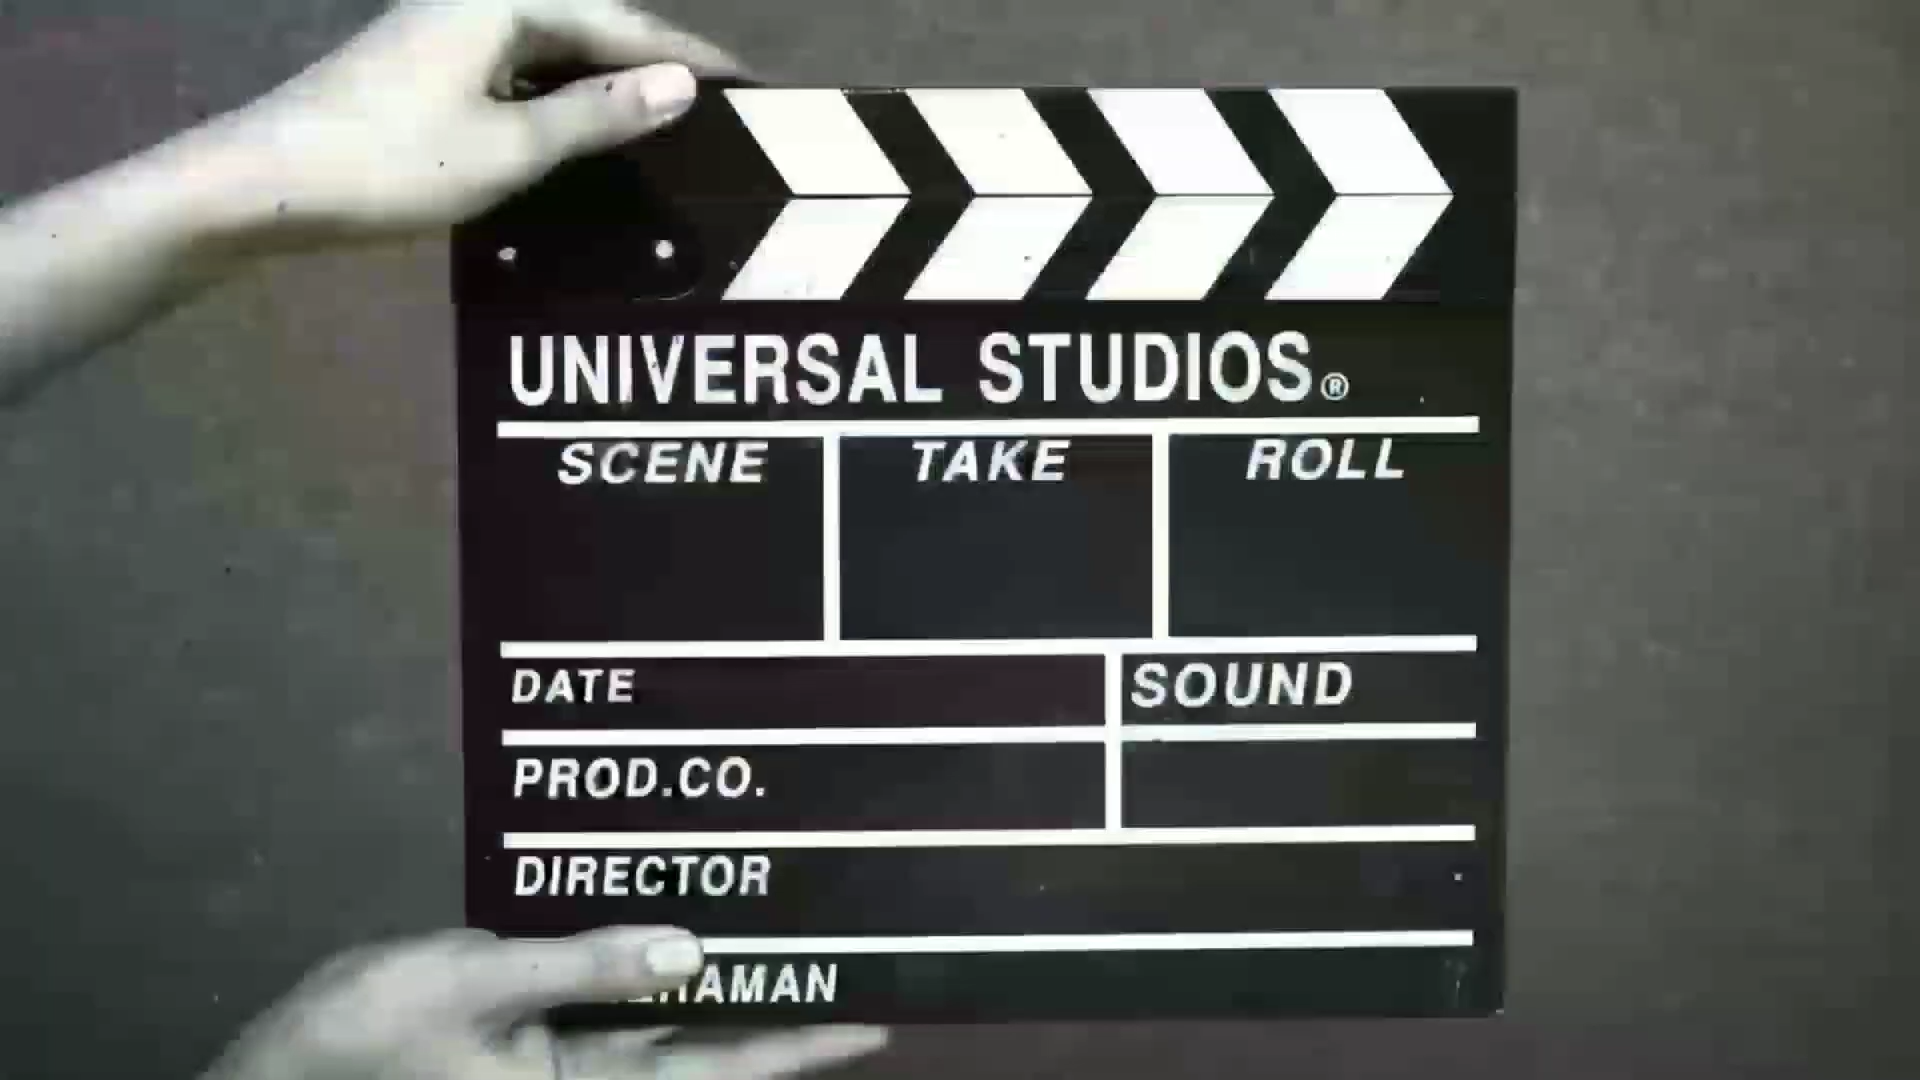 UNIVERSAL STUDIOS®
SCENE TAKE ROLL
DATE SOUND
PROD.CO.
DIRECTOR